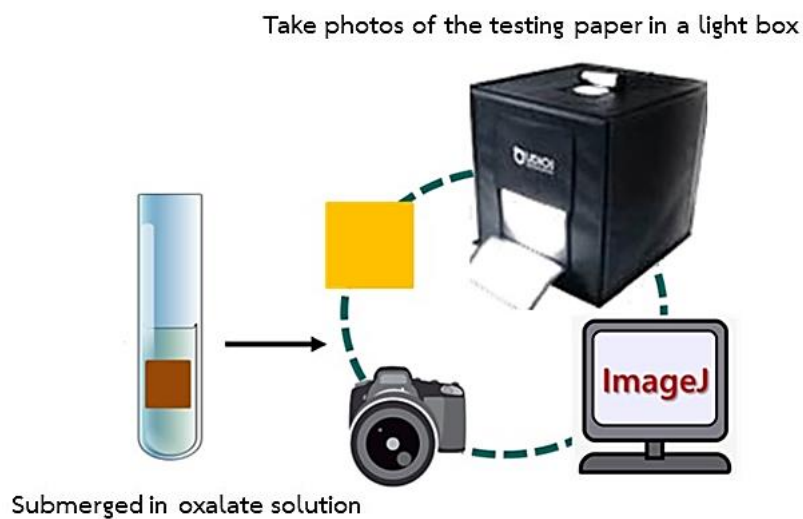 Take photos of the testing paper in a light box
ImageJ
Submerged in oxalate solution